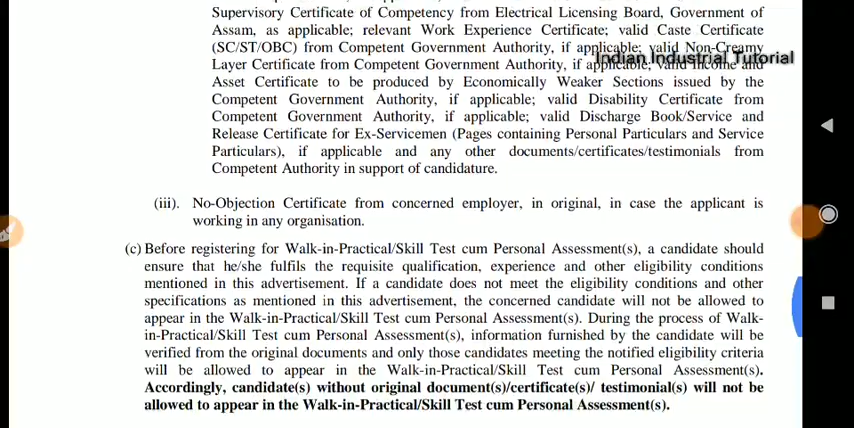 Supervisory Certificate of Competency from Electrical Licensing Board, Government of
Assam, as applicable; relevant Work Experience Certificate; valid Caste Certificate
(SC/ST/OBC) from Competent Government Authority, if applicable; valid Non-Creamy
Indian Industrial Tutorial
Layer Certificate from Competent Government Authority, if applicable; valid Income and
Asset Certificate to be produced by Economically Weaker Sections issued by the
Competent Government Authority, if applicable; valid Disability Certificate from
Competent Government Authority, if applicable; valid Discharge Book/Service and
Release Certificate for Ex-Servicemen (Pages containing Personal Particulars and Service
Particulars), if applicable and any other documents/certificates/testimonials from
Competent Authority in support of candidature.
(iii). No-Objection Certificate from concerned employer, in original, in case the applicant is
working in any organisation.
(c) Before registering for Walk-in-Practical/Skill Test cum Personal Assessment(s), a candidate should
ensure that he/she fulfils the requisite qualification, experience and other eligibility conditions
mentioned in this advertisement. If a candidate does not meet the eligibility conditions and other
specifications as mentioned in this advertisement, the concerned candidate will not be allowed to
appear in the Walk-in-Practical/Skill Test cum Personal Assessment(s). During the process of Walk-
in-Practical/Skill Test cum Personal Assessment(s), information furnished by the candidate will be
verified from the original documents and only those candidates meeting the notified eligibility criteria
will be allowed to appear in the Walk-in-Practical/Skill Test cum Personal Assessment(s).
Accordingly, candidate(s) without original document(s)/certificate(s)/ testimonial(s) will not be
allowed to appear in the Walk-in-Practical/Skill Test cum Personal Assessment(s).